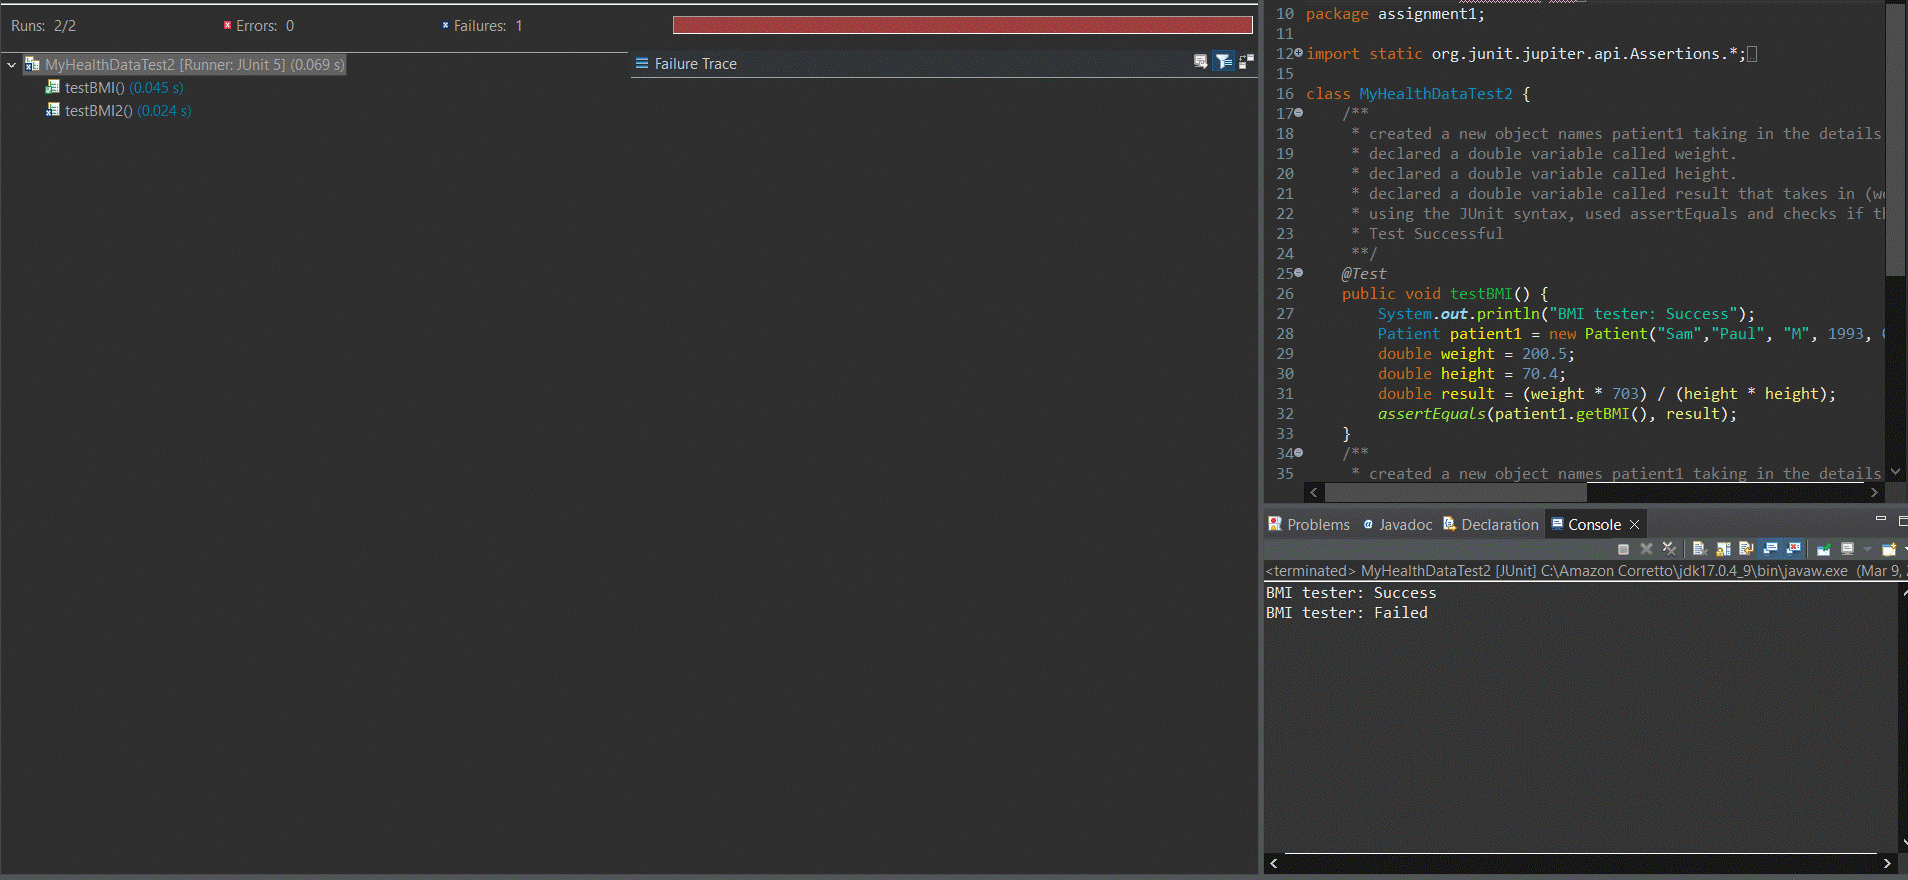 Runs: 2/2
Errors: 0
Failures: 1
MyHealthDataTest2 [Runner: JUnit 5] (0.069 s)
testBMI() (0.045 s)
testBMI2() (0.024 s)
Failure Trace
10 package assignment1;
11
12 import static org.junit.jupiter.api.Assertions.*;
15
16 class MyHealthDataTest2 {
17 /**
18 * created a new object names patient1 taking in the details
19 * declared a double variable called weight.
20 * declared a double variable called height.
21 * declared a double variable called result that takes in (we
22 * using the JUnit syntax, used assertEquals and checks if th
23 * Test Successful
24 **/
25 @Test
26 public void testBMI() {
27 System.out.println("BMI tester: Success");
28 Patient patient1 = new Patient("Sam","Paul", "M", 1993,
29 double weight = 200.5;
30 double height = 70.4;
31 double result = (weight * 703) / (height * height);
32 assertEquals(patient1.getBMI(), result);
33 }
34 /**
35 * created a new object names patient1 taking in the details
Problems
Javadoc
Declaration
Console
<terminated> MyHealthDataTest2 [JUnit] C:\Amazon Corretto\jdk17.0.4_9\bin\javaw.exe (Mar 9,
BMI tester: Success
BMI tester: Failed